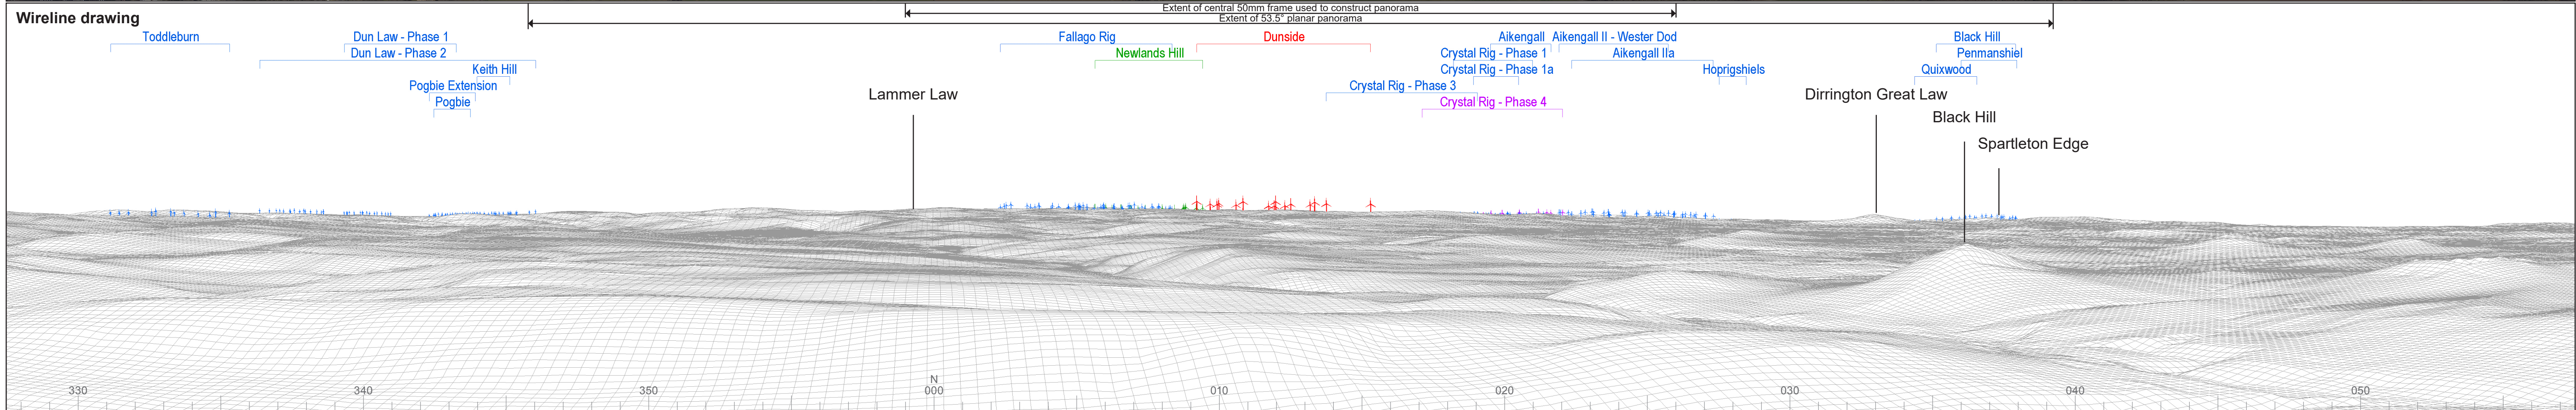 Wireline drawing
Extent of central 50mm frame used to construct panorama
Extent of 53.5° planar panorama
Toddleburn
Dun Law - Phase 1
Fallago Rig
Dunside
Aikengall
Aikengall II - Wester Dod
Black Hill
Dun Law - Phase 2
Newlands Hill
Crystal Rig - Phase 1
Aikengall IIa
Penmanshiel
Keith Hill
Crystal Rig - Phase 1a
Hoprigshiels
Quixwood
Pogbie Extension
Crystal Rig - Phase 3
Pogbie
Crystal Rig - Phase 4
Lammer Law
Dirrington Great Law
Black Hill
Spartleton Edge
N
330
340
350
000
010
020
030
040
050